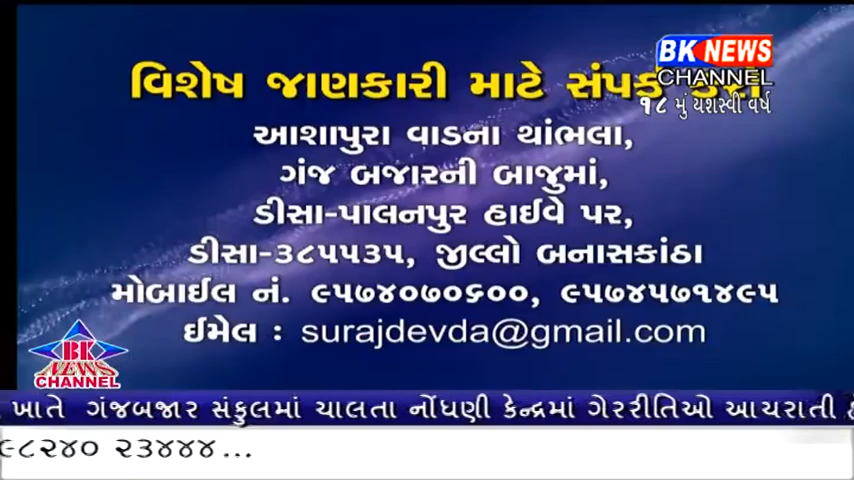 BK NEWS
CHANNEL
૧૮ મું યશસ્વી વર્ષ
વિશેષ જાણકારી માટે સંપર્ક
આશાપુરા વાડના થાંભલા,
ગંજ બજારની બાજુમાં,
ડીસા-પાલનપુર હાઈવે પર,
ડીસા-૩૮૫૫૩૫, જીલ્લો બનાસકાંઠા
મોબાઈલ નં. ૯૫૭૪૦૭૦૬૦૦, ૯૫૭૪૫૭૧૪૯૫
ઈમેલ : surajdevda@gmail.com
BK
NEWS
CHANNEL
ખાતે ગંજબજાર સંકુલમાં ચાલતા નોંધણી કેન્દ્રમાં ગેરરીતિઓ આચરાતી
૯૮૨૪૦ ૨૩૪૪૪...